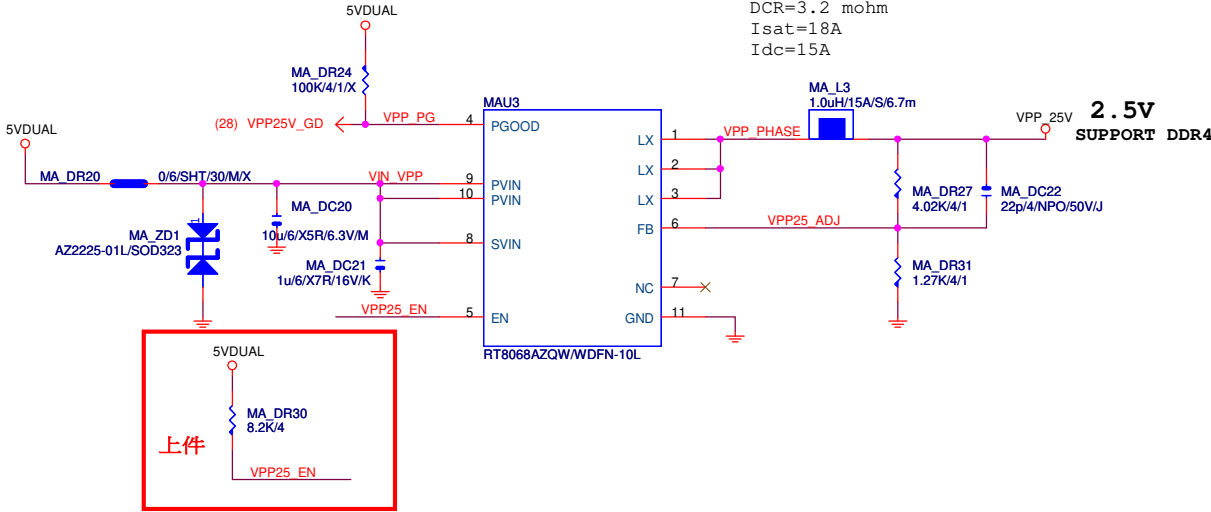 DCR=3.2 mohm
Isat=18A
Idc=15A
5VDUAL
MA_DR24
100K/4/1/X
(28) VPP25V_GD
VPP_PG
4
PGOOD
MAU3
5VDUAL
MA_DR20
0/6/SHT/30/M/X
VIN_VPP
9
PVIN
10
PVIN
8
SVIN
1
MA_ZD1
AZ2225-01L/SOD323
MA_DC20
10u/6/X5R/6.3V/M
MA_DC21
1u/6/X7R/16V/K
VPP25_EN
5
EN
LX
1
LX
2
LX
3
FB
6
NC
7
GND
11
RT8068AZQW/WDFN-10L
VPP_PHASE
MA_L3
1.0uH/15A/S/6.7m
VPP_25V
2.5V
SUPPORT DDR4
MA_DR27
4.02K/4/1
MA_DC22
22p/4/NPO/50V/J
VPP25_ADJ
MA_DR31
1.27K/4/1
5VDUAL
MA_DR30
8.2K/4
上件
VPP25_EN